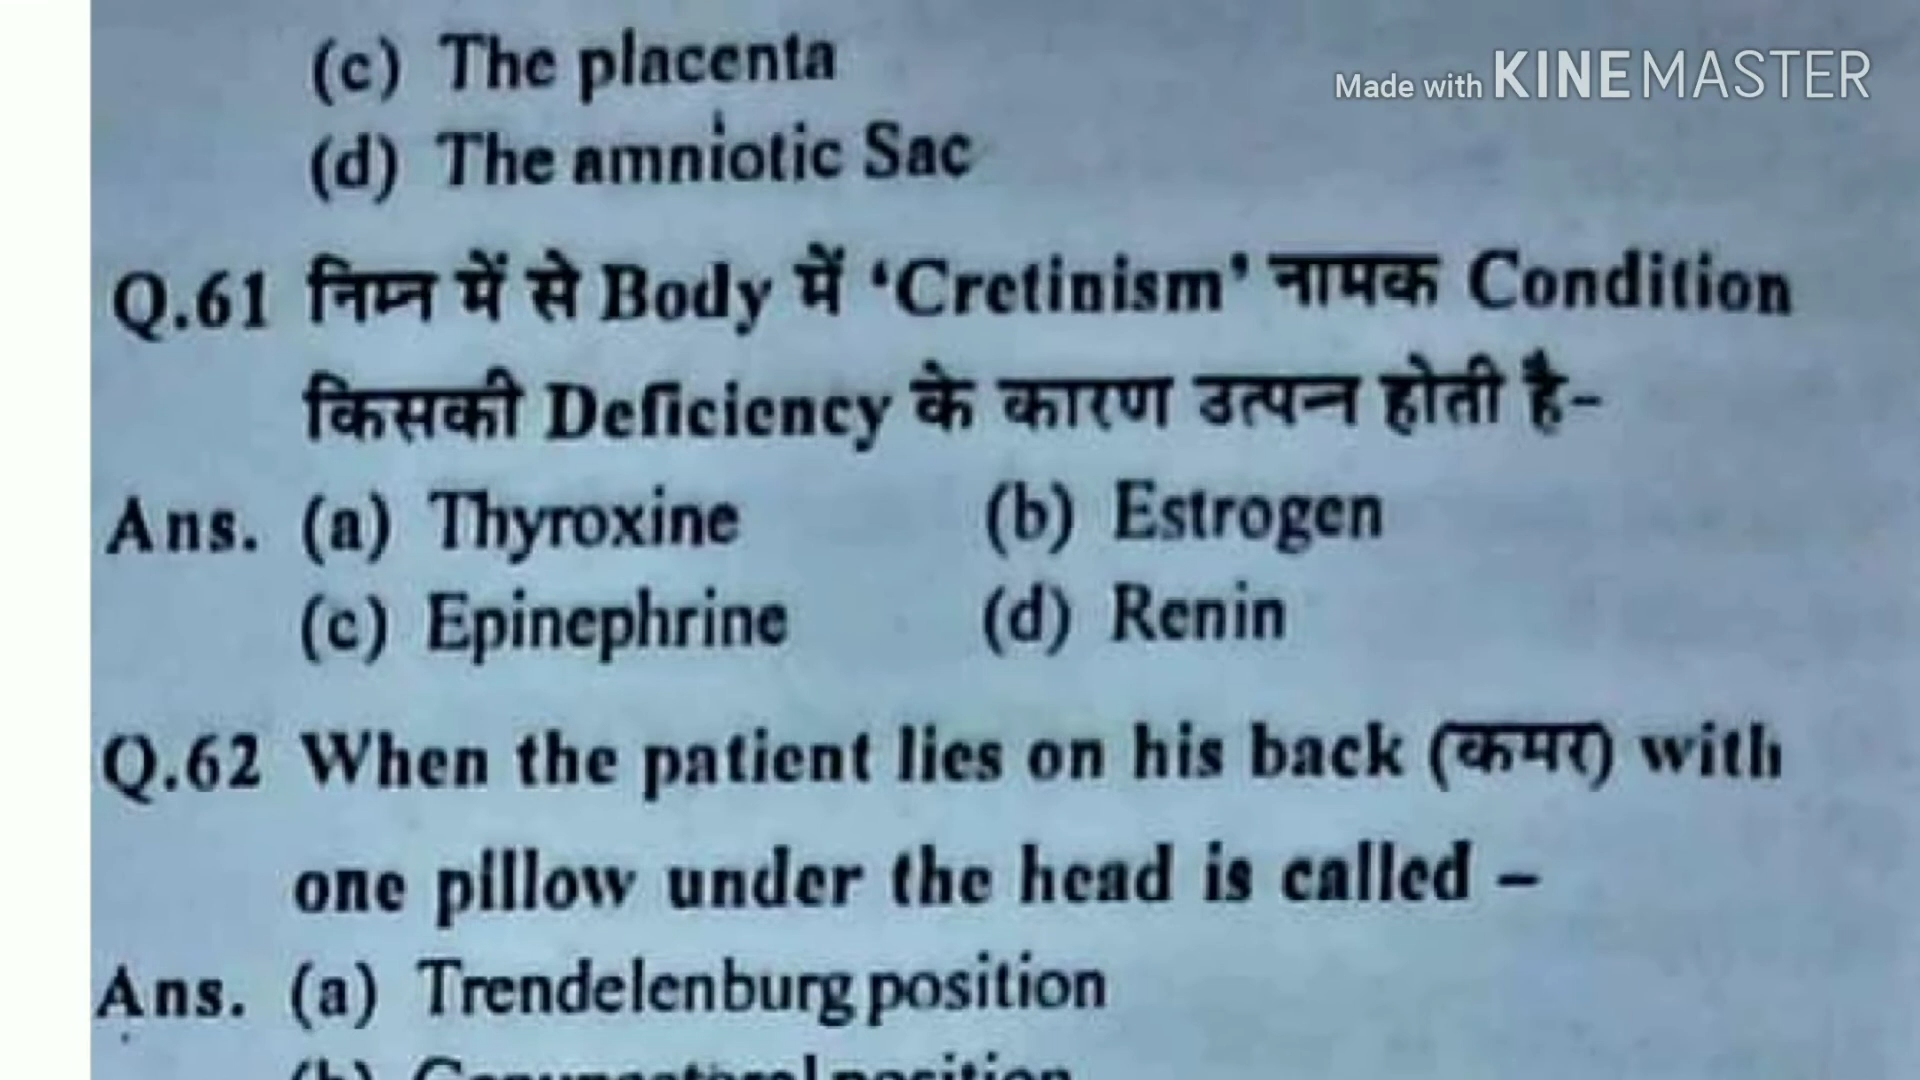 (c) The placenta
Made with KINEMASTER
(d) The amniotic Sac
Q.61 निम्न में से Body में ‘Cretinism’ नामक Condition
किसकी Deficiency के कारण उत्पन्न होती है-
Ans. (a) Thyroxine (b) Estrogen
(c) Epinephrine (d) Renin
Q.62 When the patient lies on his back (कमर) with
one pillow under the head is called –
Ans. (a) Trendelenburg position
(b) position